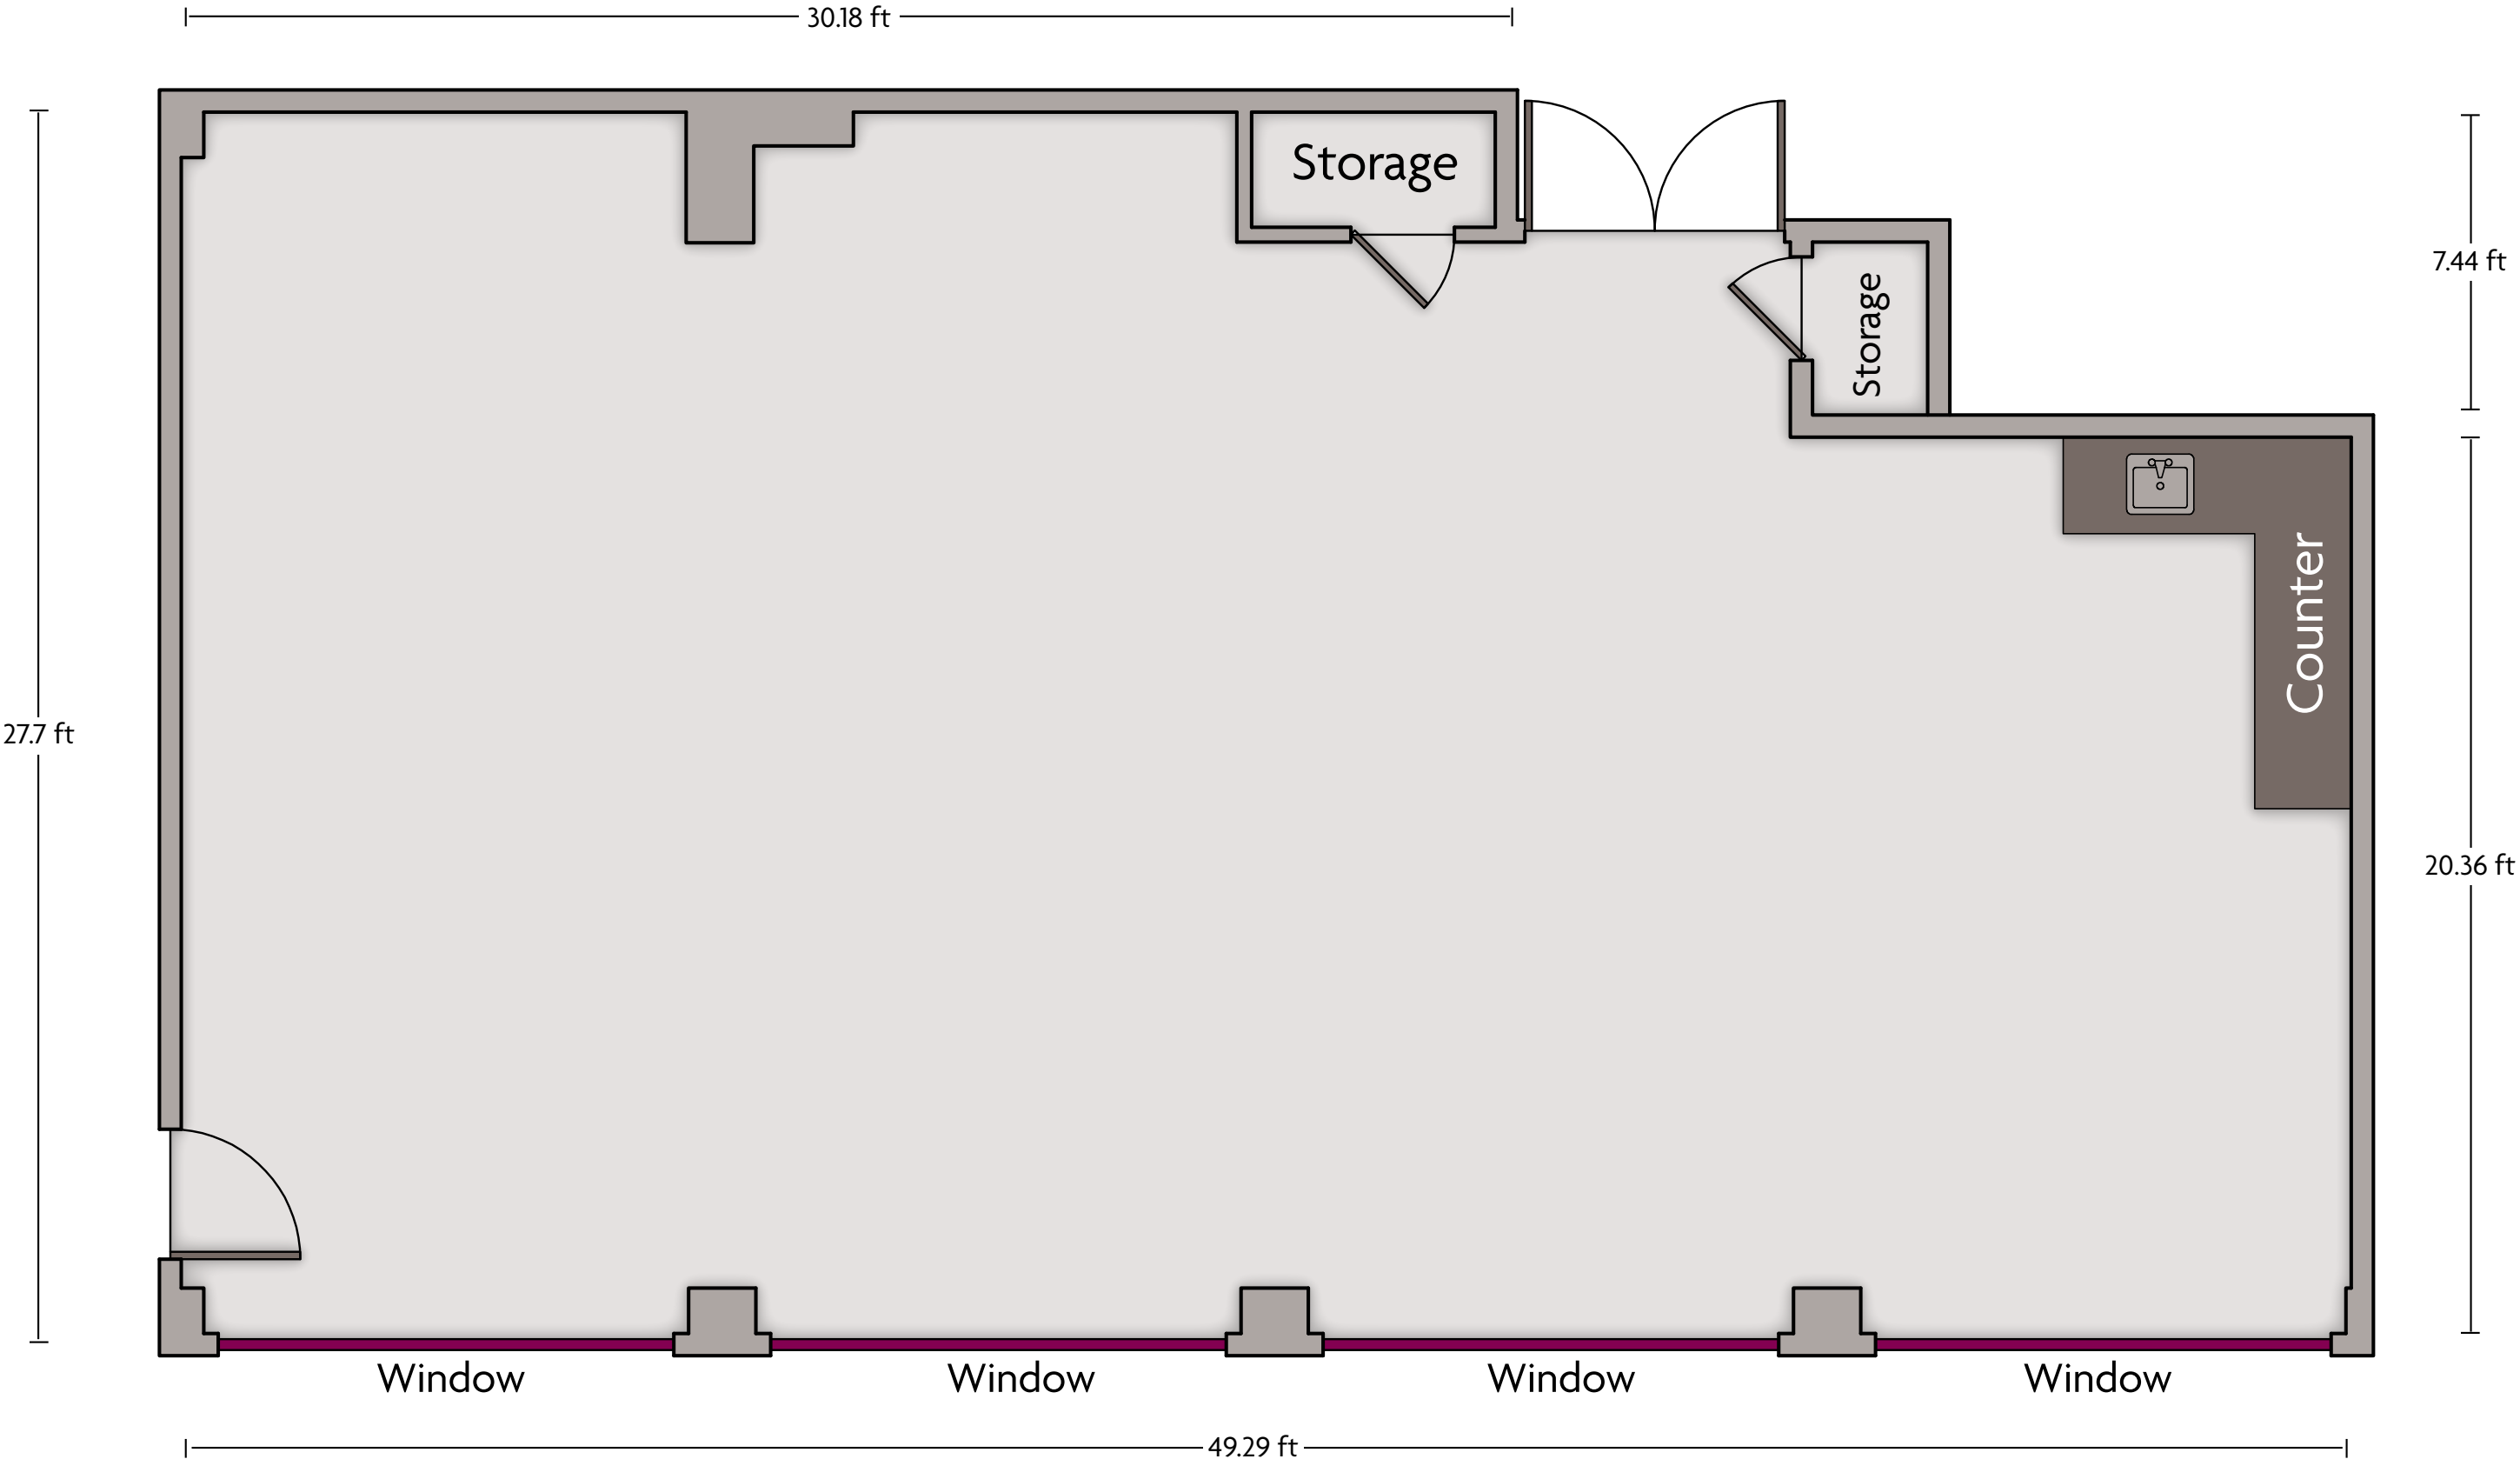 30.18 ft
Storage
7.44 ft
Storage
Counter
27.7 ft
20.36 ft
Window
Window
Window
Window
49.29 ft